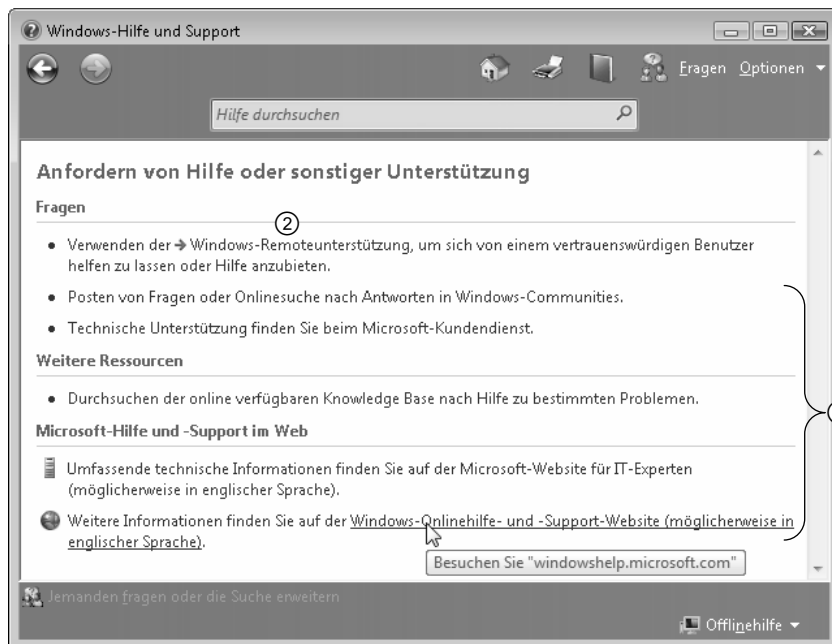 Windows-Hilfe und Support
Fragen Optionen
Hilfe durchsuchen
Anfordern von Hilfe oder sonstiger Unterstützung
Fragen
②
Verwenden der → Windows-Remoteunterstützung, um sich von einem vertrauenswürdigen Benutzer
helfen zu lassen oder Hilfe anzubieten.
Posten von Fragen oder Onlinesuche nach Antworten in Windows-Communities.
Technische Unterstützung finden Sie beim Microsoft-Kundendienst.
Weitere Ressourcen
Durchsuchen der online verfügbaren Knowledge Base nach Hilfe zu bestimmten Problemen.
Microsoft-Hilfe und -Support im Web
Umfassende technische Informationen finden Sie auf der Microsoft-Website für IT-Experten
(möglicherweise in englischer Sprache).
Weitere Informationen finden Sie auf der Windows-Onlinehilfe- und -Support-Website (möglicherweise in
englischer Sprache).
Besuchen Sie "windowshelp.microsoft.com"
Jemanden fragen oder die Suche erweitern
Offlinehilfe